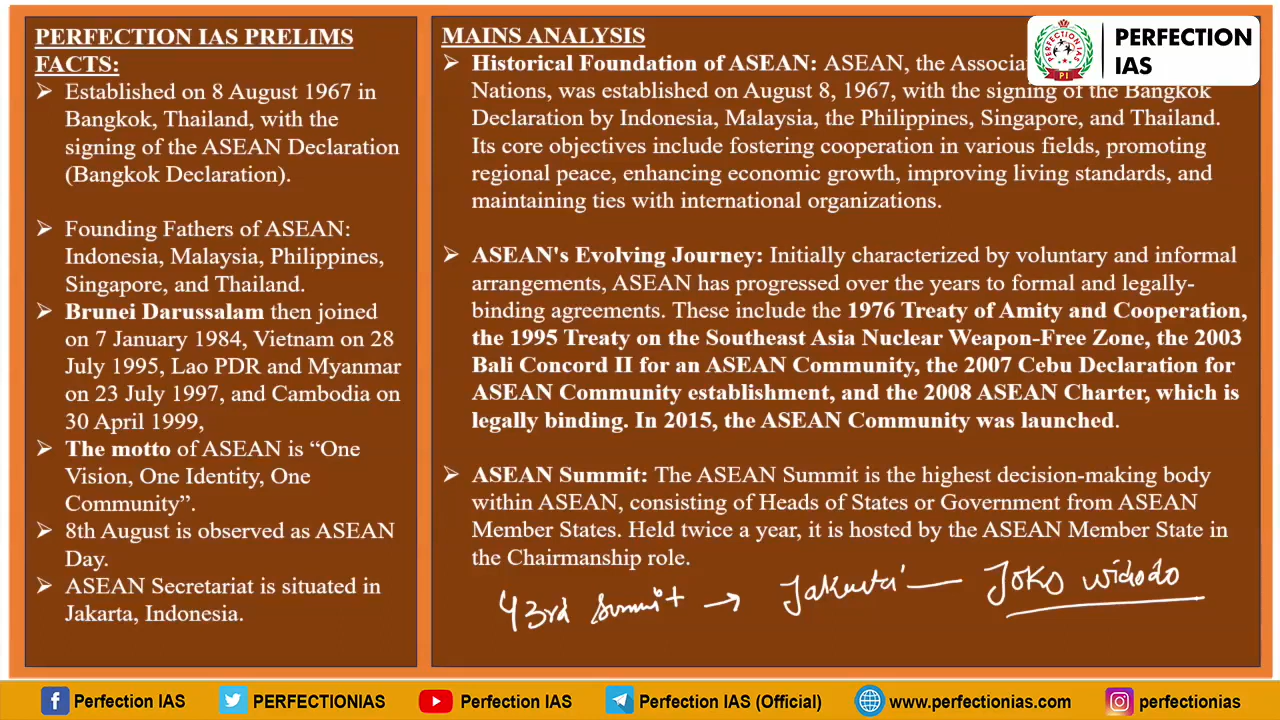 PERFECTION IAS PRELIMS
FACTS:
➢ Established on 8 August 1967 in
Bangkok, Thailand, with the
signing of the ASEAN Declaration
(Bangkok Declaration).
➢ Founding Fathers of ASEAN:
Indonesia, Malaysia, Philippines,
Singapore, and Thailand.
➢ Brunei Darussalam then joined
on 7 January 1984, Vietnam on 28
July 1995, Lao PDR and Myanmar
on 23 July 1997, and Cambodia on
30 April 1999,
➢ The motto of ASEAN is “One
Vision, One Identity, One
Community”.
➢ 8th August is observed as ASEAN
Day.
➢ ASEAN Secretariat is situated in
Jakarta, Indonesia.
MAINS ANALYSIS
➢ Historical Foundation of ASEAN: ASEAN, the Associa
Nations, was established on August 8, 1967, with the signing of the Bangkok
Declaration by Indonesia, Malaysia, the Philippines, Singapore, and Thailand.
Its core objectives include fostering cooperation in various fields, promoting
regional peace, enhancing economic growth, improving living standards, and
maintaining ties with international organizations.
➢ ASEAN's Evolving Journey: Initially characterized by voluntary and informal
arrangements, ASEAN has progressed over the years to formal and legally-
binding agreements. These include the 1976 Treaty of Amity and Cooperation,
the 1995 Treaty on the Southeast Asia Nuclear Weapon-Free Zone, the 2003
Bali Concord II for an ASEAN Community, the 2007 Cebu Declaration for
ASEAN Community establishment, and the 2008 ASEAN Charter, which is
legally binding. In 2015, the ASEAN Community was launched.
➢ ASEAN Summit: The ASEAN Summit is the highest decision-making body
within ASEAN, consisting of Heads of States or Government from ASEAN
Member States. Held twice a year, it is hosted by the ASEAN Member State in
the Chairmanship role.
43rd Summit → Jakarta — Joko Widodo
PERFECTION IAS
PI
PERFECTION
IAS
Perfection IAS
PERFECTIONIAS
Perfection IAS
Perfection IAS (Official)
www.perfectionias.com
perfectionias